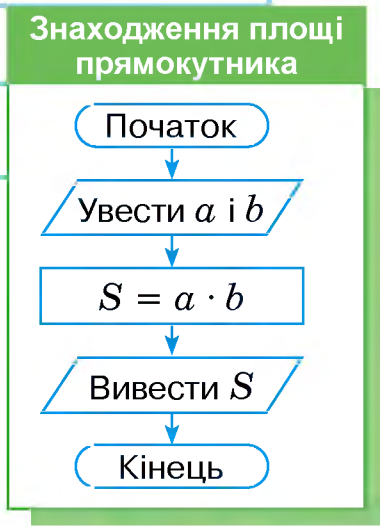 Знаходження площі
прямокутника
Початок
Увести a і b
S = a · b
Вивести S
Кінець